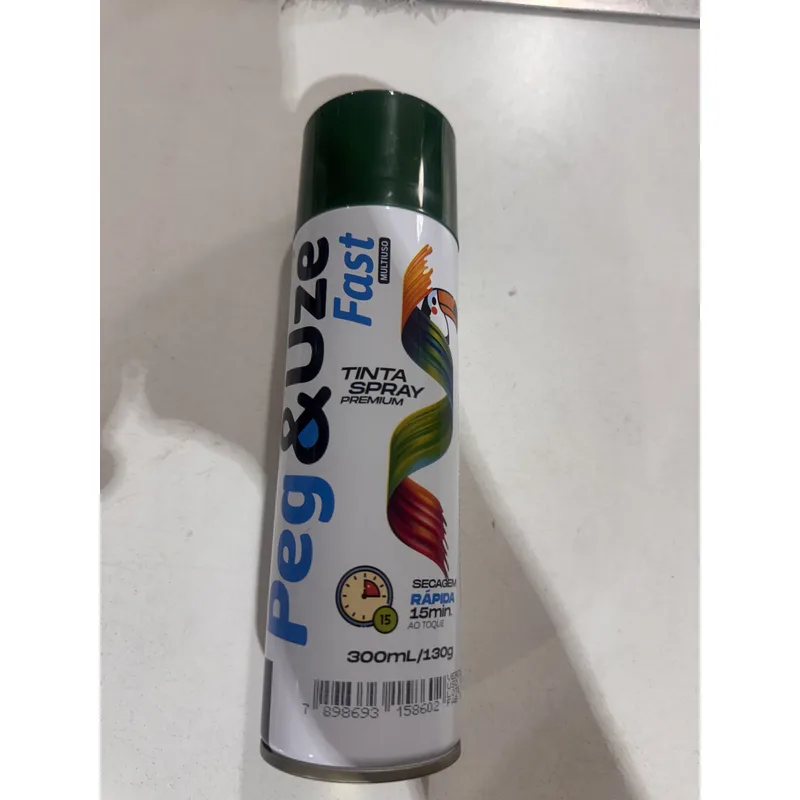 Peg&Uze
Fast
MULTIUSO
TINTA
SPRAY
PREMIUM
SECAGEM
RÁPIDA
15min.
AO TOQUE
15
300mL/130g
7 898693 158602